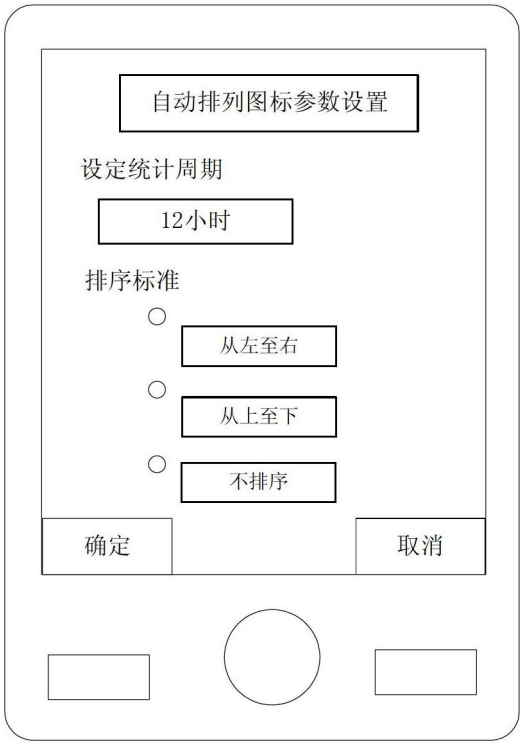 自动排列图标参数设置
设定统计周期
12小时
排序标准
从左至右
从上至下
不排序
确定
取消